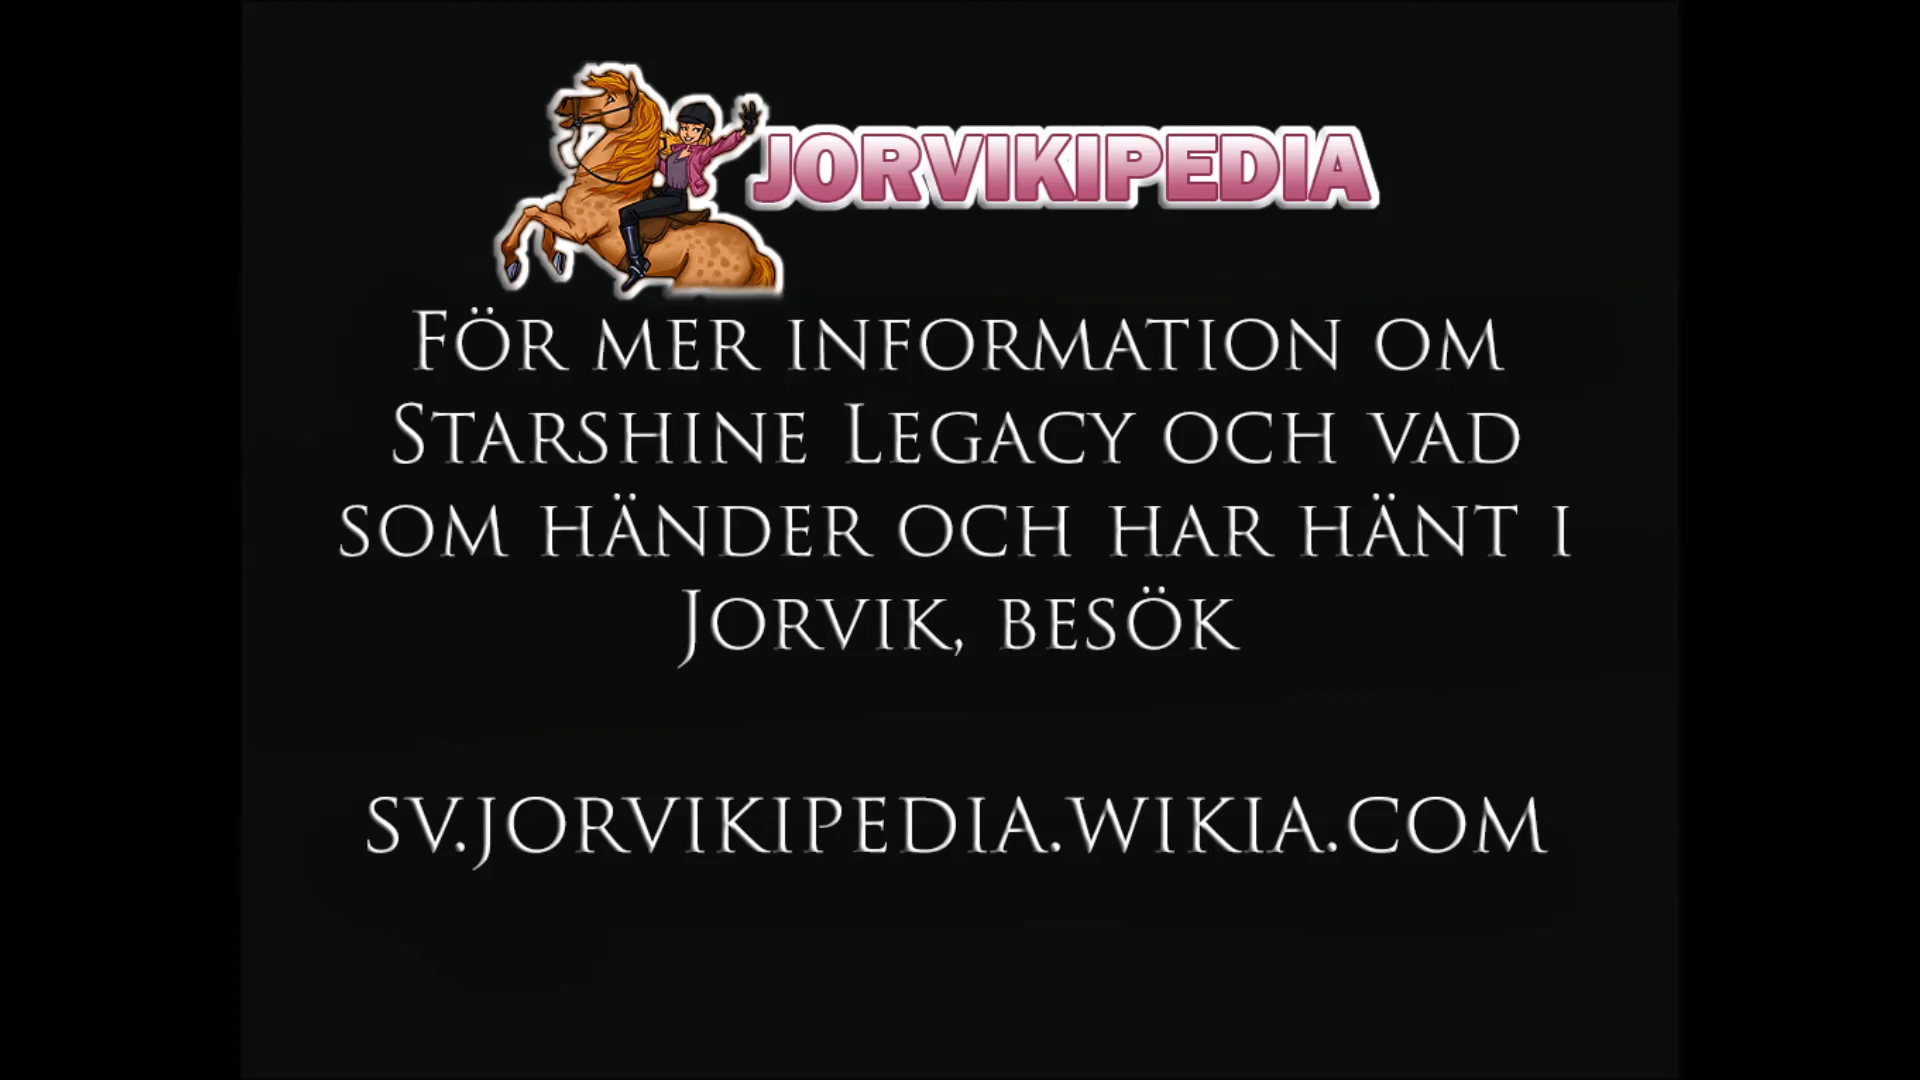 JORVIKIPEDIA
För mer information om
Starshine Legacy och vad
som händer och har hänt i
Jorvik, besök
sv.jorvikipedia.wikia.com